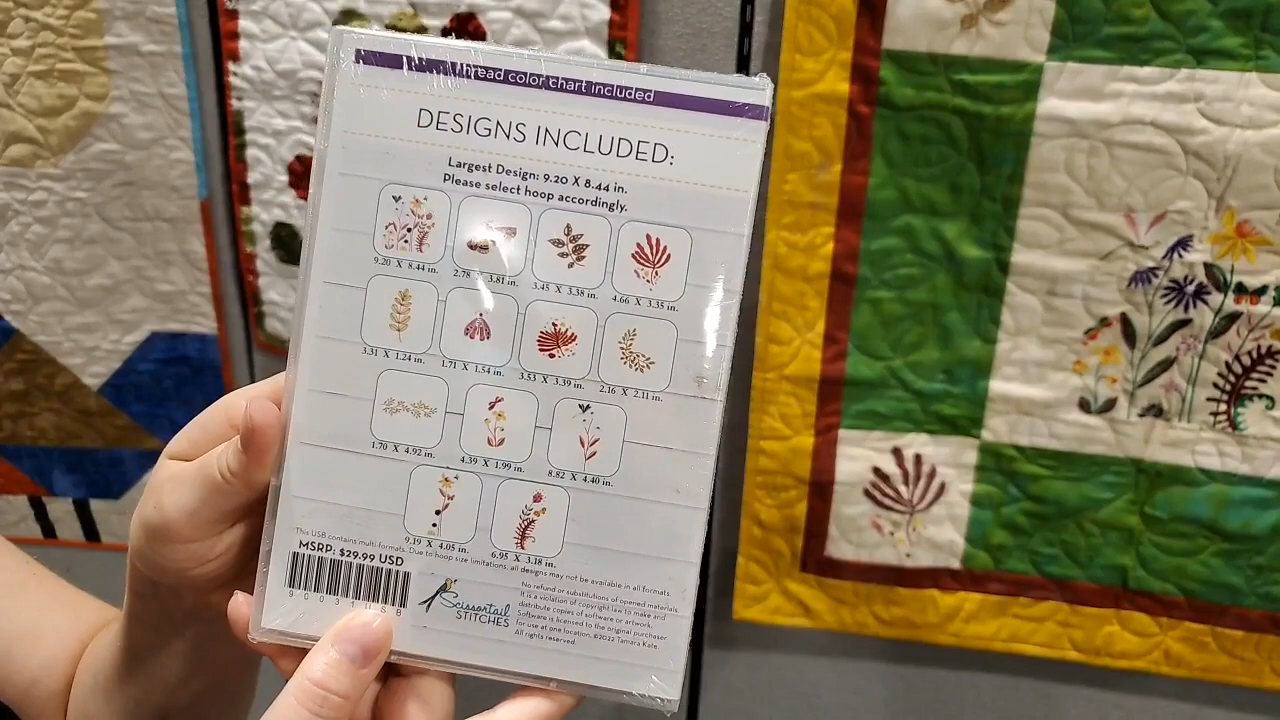 thread color chart included
DESIGNS INCLUDED:
Largest Design: 9.20 X 8.44 in.
Please select hoop accordingly.
9.20 X 8.44 in.
2.78 X 3.81 in.
3.45 X 3.38 in.
4.66 X 3.35 in.
3.31 X 1.24 in.
1.71 X 1.54 in.
3.53 X 3.39 in.
2.16 X 2.11 in.
1.70 X 4.92 in.
4.39 X 1.99 in.
8.82 X 4.40 in.
9.19 X 4.05 in.
6.95 X 3.18 in.
This USB contains multi-formats. Due to hoop size limitations, all designs may not be available in all formats.
MSRP: $29.99 USD
Scissortail
STITCHES
No refund or substitutions of opened materials.
It is a violation of copyright law to make and
distribute copies of software or artwork.
Software is licensed to the original purchaser
for use at one location. ©2022 Tamara Kate.
All rights reserved.